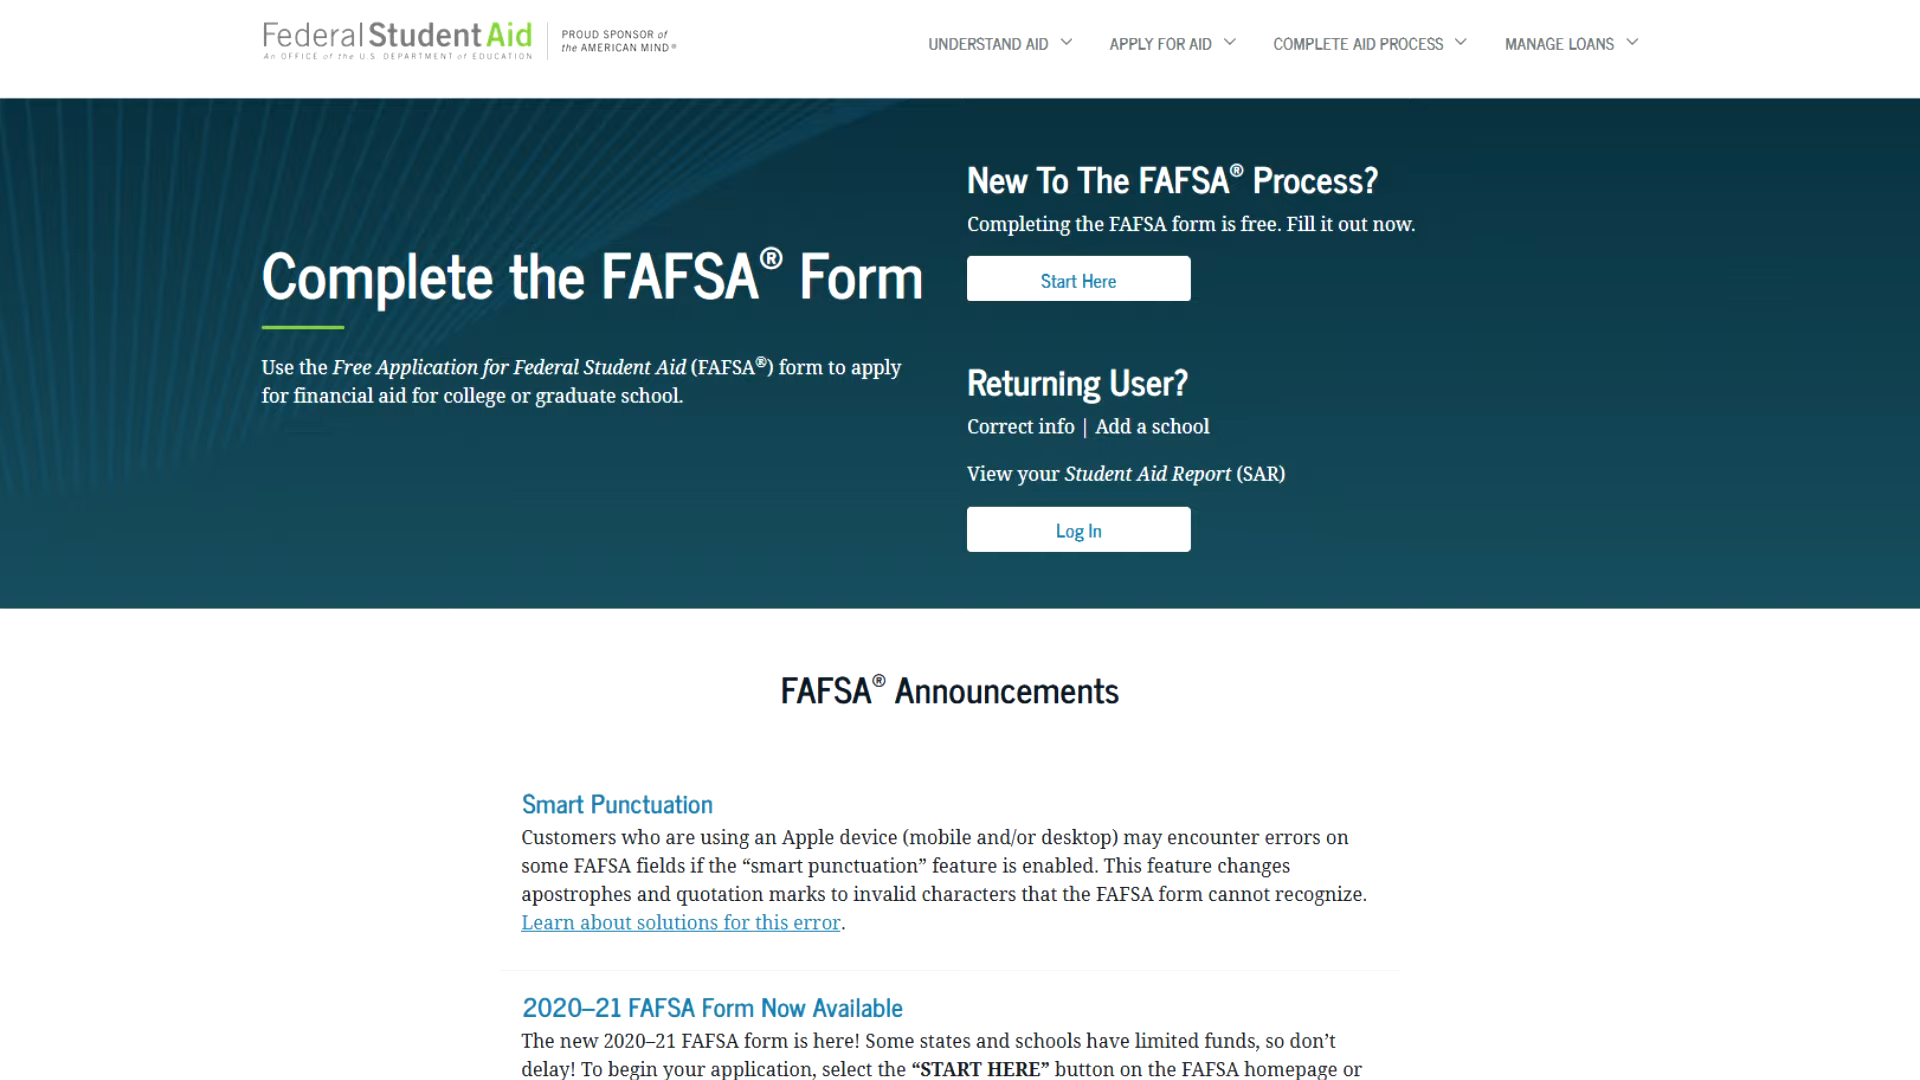 Federal Student Aid
An OFFICE of the U.S. DEPARTMENT of EDUCATION
PROUD SPONSOR of
the AMERICAN MIND®
UNDERSTAND AID
APPLY FOR AID
COMPLETE AID PROCESS
MANAGE LOANS
Complete the FAFSA® Form
Use the Free Application for Federal Student Aid (FAFSA®) form to apply
for financial aid for college or graduate school.
New To The FAFSA® Process?
Completing the FAFSA form is free. Fill it out now.
Start Here
Returning User?
Correct info | Add a school
View your Student Aid Report (SAR)
Log In
FAFSA® Announcements
Smart Punctuation
Customers who are using an Apple device (mobile and/or desktop) may encounter errors on
some FAFSA fields if the “smart punctuation” feature is enabled. This feature changes
apostrophes and quotation marks to invalid characters that the FAFSA form cannot recognize.
Learn about solutions for this error.
2020–21 FAFSA Form Now Available
The new 2020–21 FAFSA form is here! Some states and schools have limited funds, so don’t
delay! To begin your application, select the “START HERE” button on the FAFSA homepage or